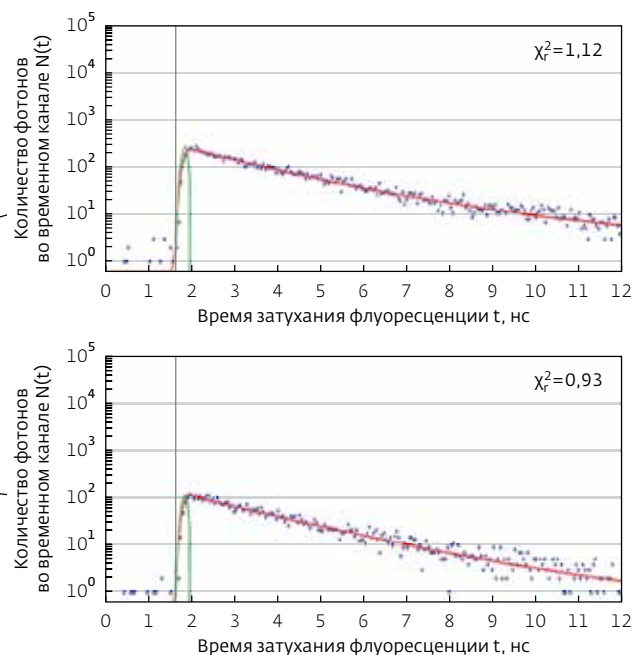 Количество фотонов
во временном канале N(t)
10⁵
10⁴
10³
10²
10¹
10⁰
χᵣ²=1,12
0 1 2 3 4 5 6 7 8 9 10 11 12
Время затухания флуоресценции t, нс
Количество фотонов
во временном канале N(t)
10⁵
10⁴
10³
10²
10¹
10⁰
χᵣ²=0,93
0 1 2 3 4 5 6 7 8 9 10 11 12
Время затухания флуоресценции t, нс